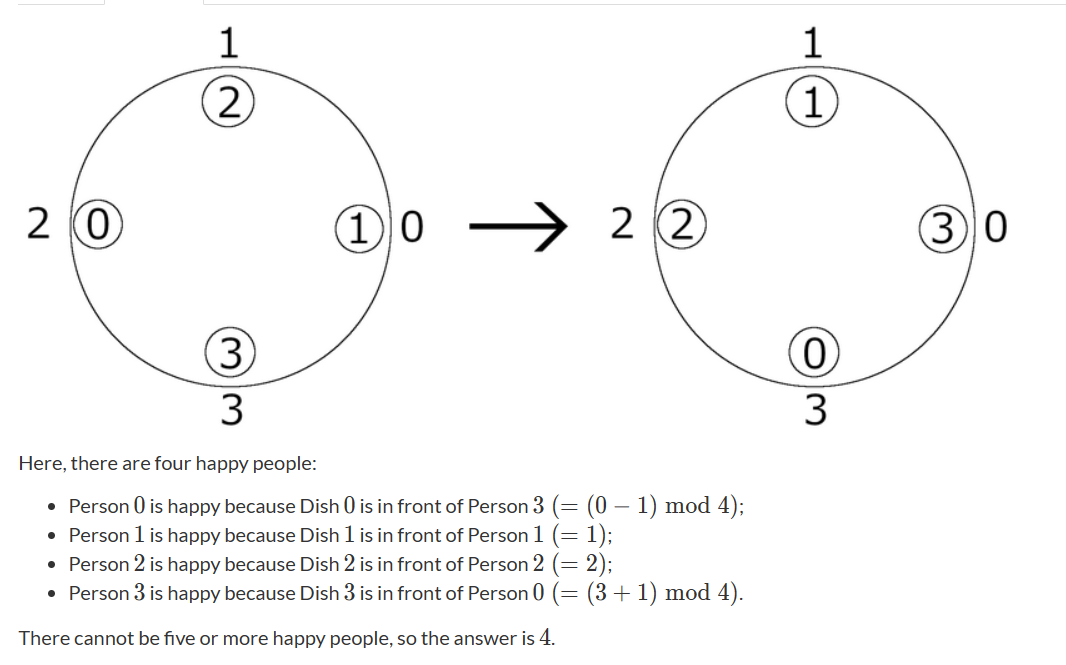 1 1
2 1
2 0 1 0 2 2 3 0
3 0
3 3
Here, there are four happy people:
• Person 0 is happy because Dish 0 is in front of Person 3 (= (0 − 1) mod 4);
• Person 1 is happy because Dish 1 is in front of Person 1 (= 1);
• Person 2 is happy because Dish 2 is in front of Person 2 (= 2);
• Person 3 is happy because Dish 3 is in front of Person 0 (= (3 + 1) mod 4).
There cannot be five or more happy people, so the answer is 4.